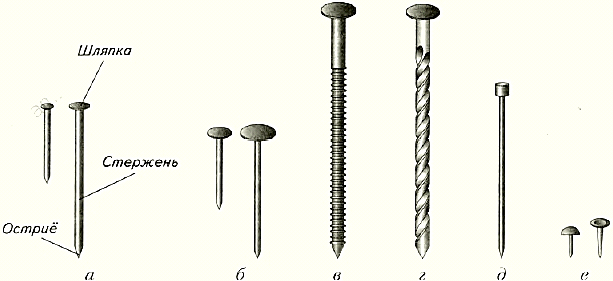 Шляпка
Стержень
Остриё
а б в г д е